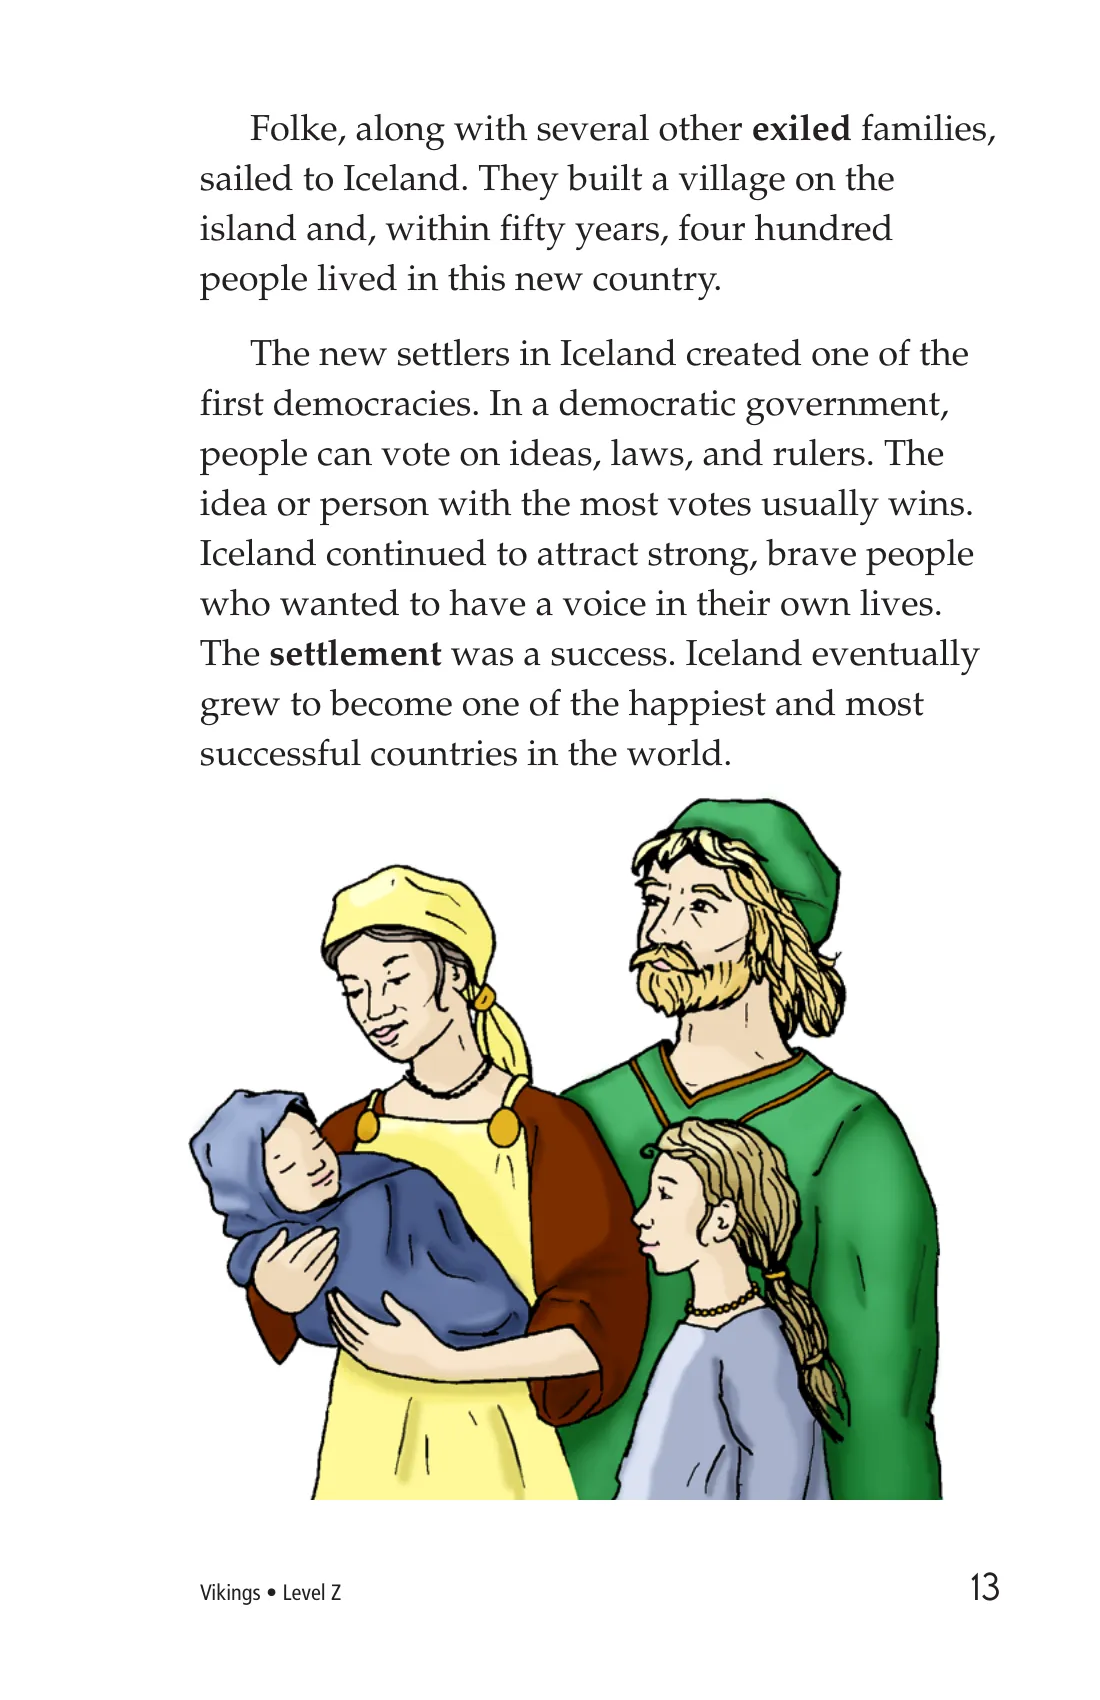 Folke, along with several other exiled families,
sailed to Iceland. They built a village on the
island and, within fifty years, four hundred
people lived in this new country.
The new settlers in Iceland created one of the
first democracies. In a democratic government,
people can vote on ideas, laws, and rulers. The
idea or person with the most votes usually wins.
Iceland continued to attract strong, brave people
who wanted to have a voice in their own lives.
The settlement was a success. Iceland eventually
grew to become one of the happiest and most
successful countries in the world.
Vikings • Level Z
13